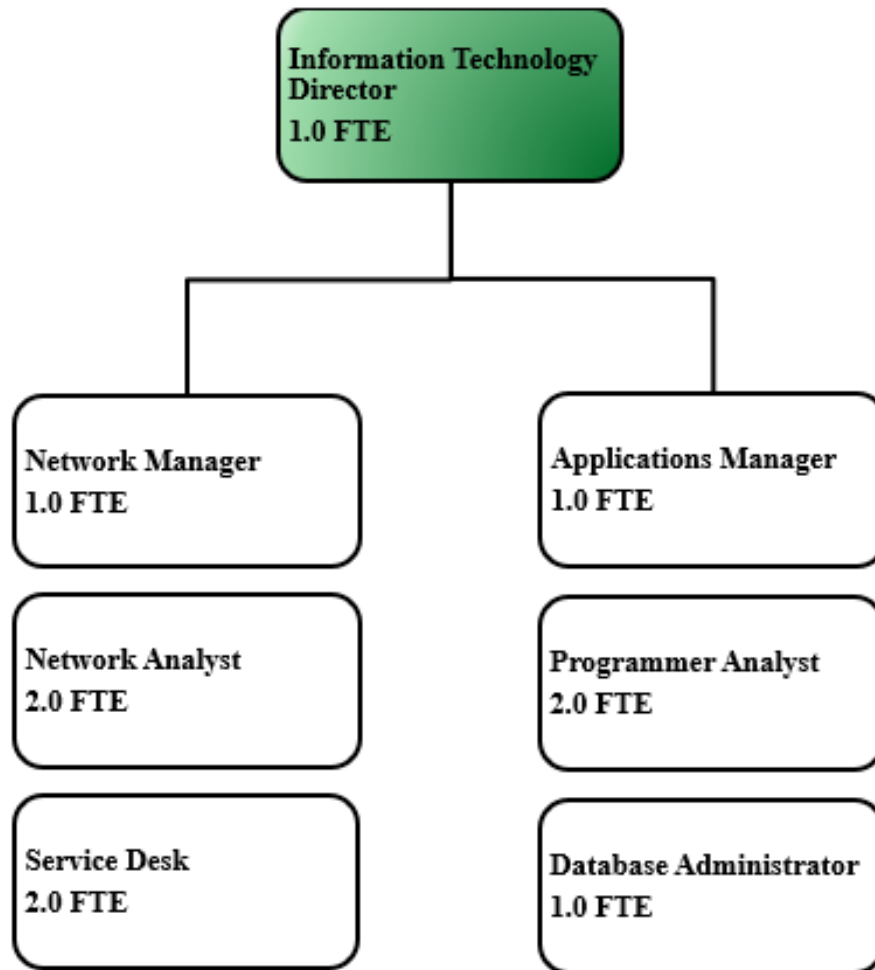 Information Technology
Director
1.0 FTE
Network Manager
1.0 FTE
Applications Manager
1.0 FTE
Network Analyst
2.0 FTE
Programmer Analyst
2.0 FTE
Service Desk
2.0 FTE
Database Administrator
1.0 FTE